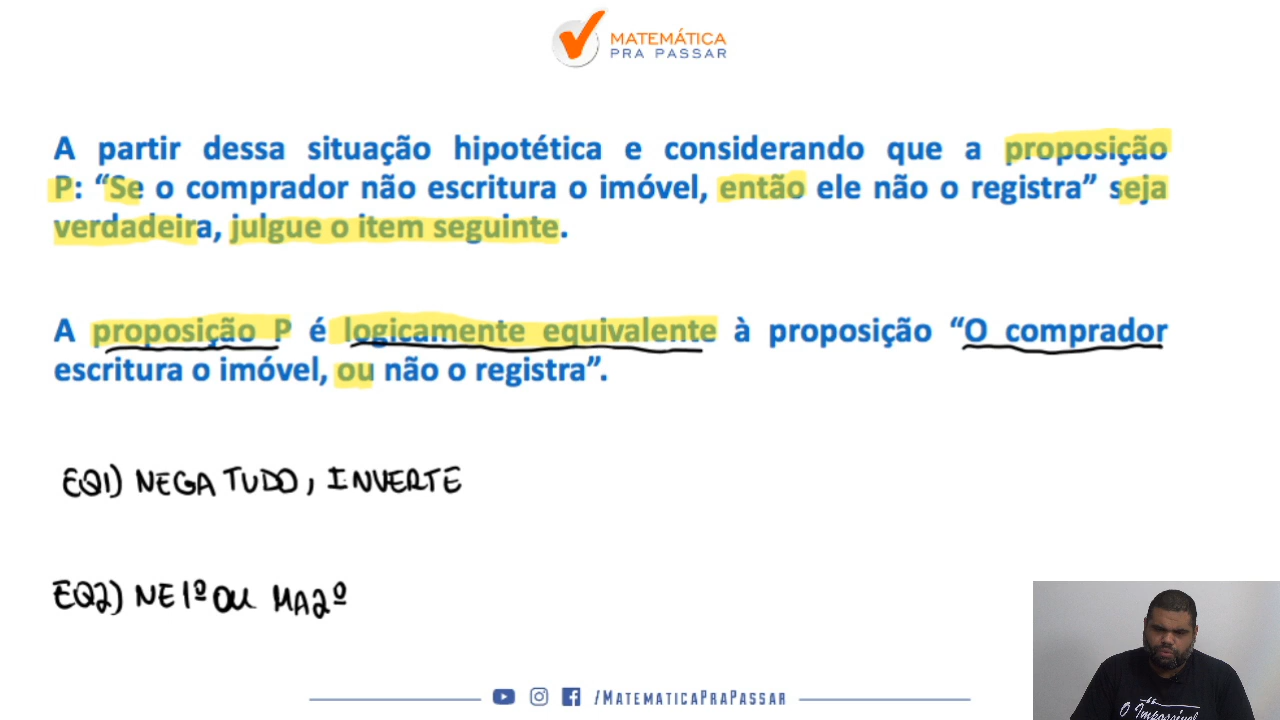 MATEMÁTICA
PRA PASSAR
A partir dessa situação hipotética e considerando que a proposição
P: “Se o comprador não escritura o imóvel, então ele não o registra” seja
verdadeira, julgue o item seguinte.
A proposição P é logicamente equivalente à proposição “O comprador
escritura o imóvel, ou não o registra”.
EQ1) NEGA TUDO, INVERTE
EQ2) NE 1º OU MA 2º
/MATEMATICAPRAPASSAR
O Impossível